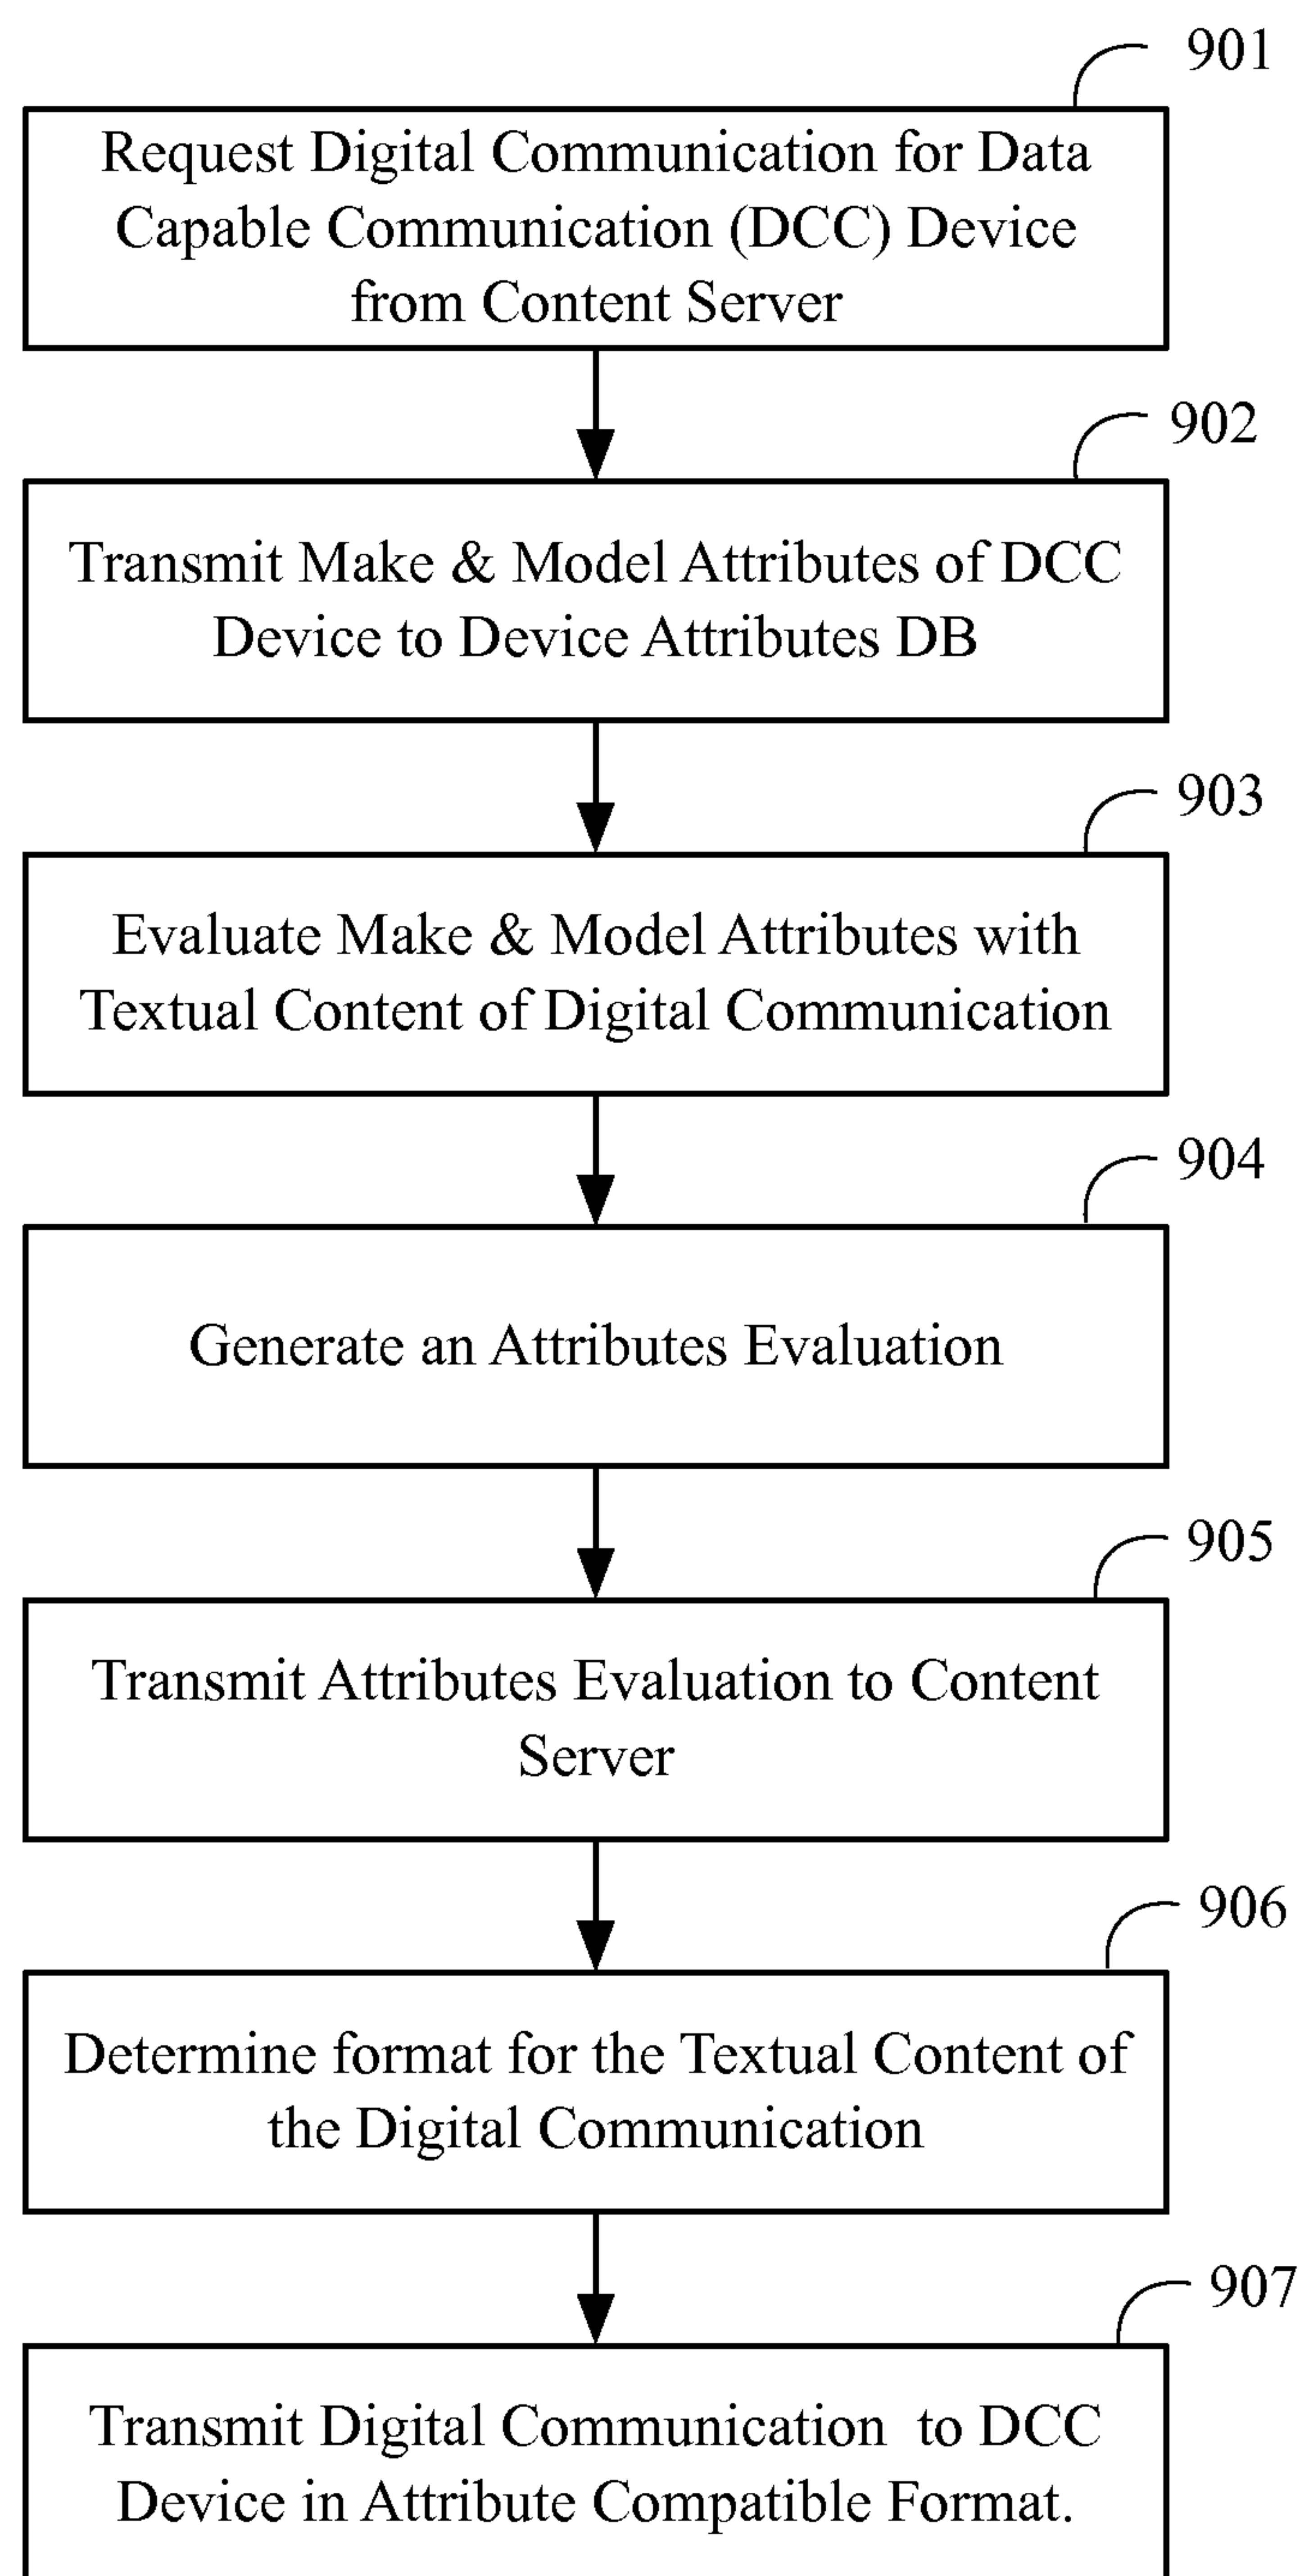 901
Request Digital Communication for Data
Capable Communication (DCC) Device
from Content Server
902
Transmit Make & Model Attributes of DCC
Device to Device Attributes DB
903
Evaluate Make & Model Attributes with
Textual Content of Digital Communication
904
Generate an Attributes Evaluation
905
Transmit Attributes Evaluation to Content
Server
906
Determine format for the Textual Content of
the Digital Communication
907
Transmit Digital Communication to DCC
Device in Attribute Compatible Format.